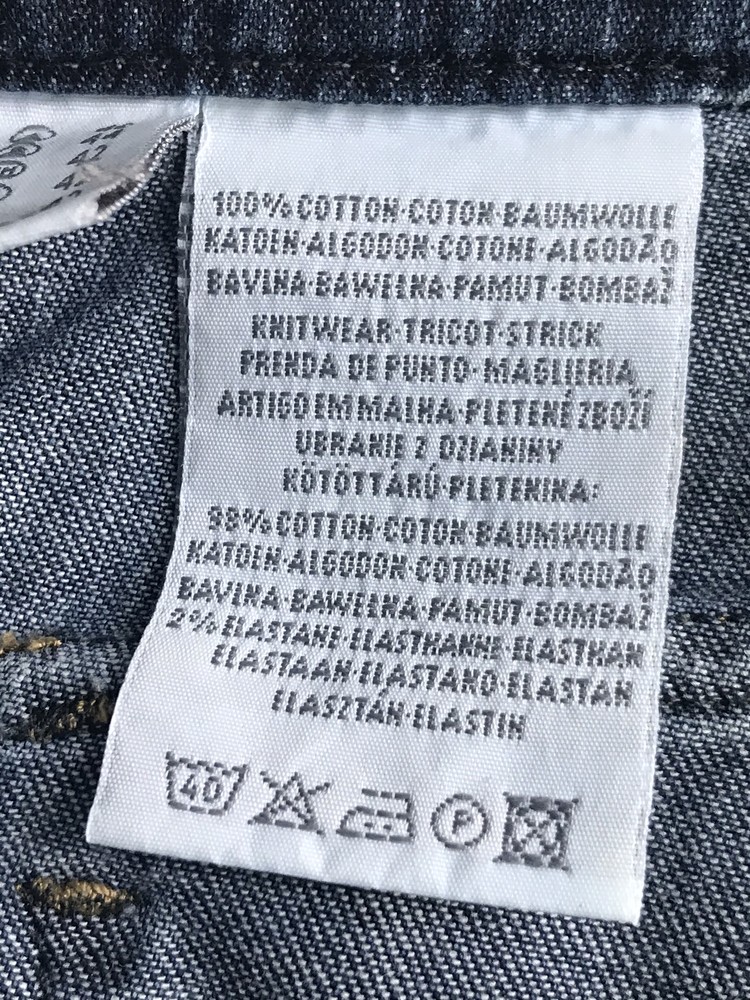 100% COTTON·COTON·BAUMWOLLE
KATOEN·ALGODON·COTONE·ALGODÃO
BAVLNA·BAWEŁNA·PAMUT·BOMBAŽ
KNITWEAR·TRICOT·STRICK
PRENDA DE PUNTO·MAGLIERIA
ARTIGO EM MALHA·PLETENÉ ZBOŽÍ
UBRANIE Z DZIANINY
KÖTÖTTÁRÚ·PLETENINA:
98% COTTON·COTON·BAUMWOLLE
KATOEN·ALGODON·COTONE·ALGODÃO
BAVLNA·BAWEŁNA·PAMUT·BOMBAŽ
2% ELASTANE·ELASTHANNE·ELASTHAN
ELASTAAN·ELASTANO·ELASTAN
ELASZTÁN·ELASTIN
40 P